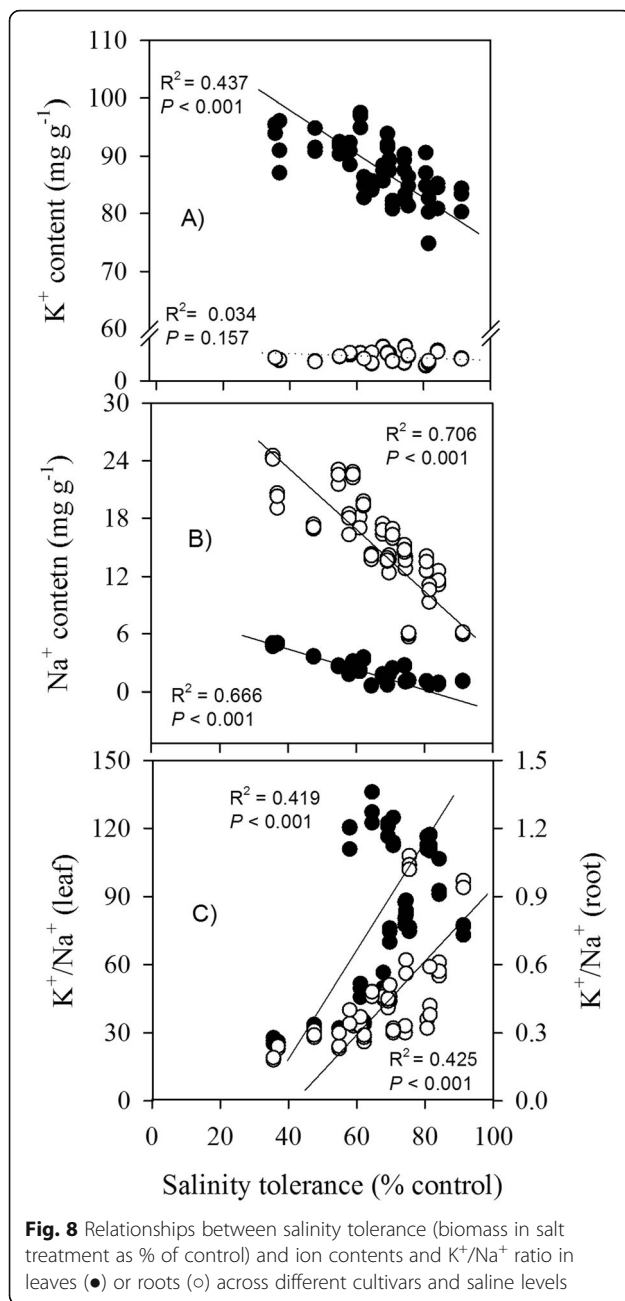 110
100
90
80
70
60
0
K⁺ content (mg g⁻¹)
R² = 0.437
P < 0.001
A)
R² = 0.034
P = 0.157
30
24
18
12
6
0
Na⁺ contetn (mg g⁻¹)
R² = 0.706
P < 0.001
B)
R² = 0.666
P < 0.001
150
120
90
60
30
0
K⁺/Na⁺ (leaf)
R² = 0.419
P < 0.001
C)
R² = 0.425
P < 0.001
1.5
1.2
0.9
0.6
0.3
0.0
K⁺/Na⁺ (root)
0 20 40 60 80 100
Salinity tolerance (% control)
Fig. 8 Relationships between salinity tolerance (biomass in salt
treatment as % of control) and ion contents and K⁺/Na⁺ ratio in
leaves (●) or roots (○) across different cultivars and saline levels